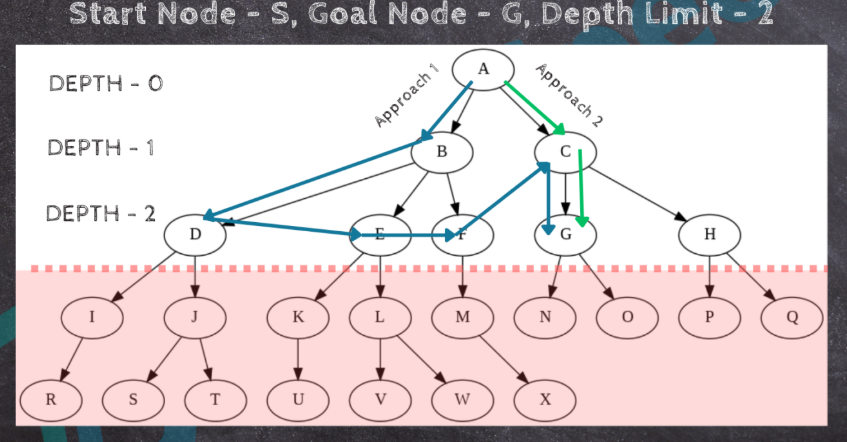 Start Node - S, Goal Node - G, Depth Limit - 2
DEPTH - 0
A
Approach 1
Approach 2
DEPTH - 1
B
C
DEPTH - 2
D
E
F
G
H
I
J
K
L
M
N
O
P
Q
R
S
T
U
V
W
X